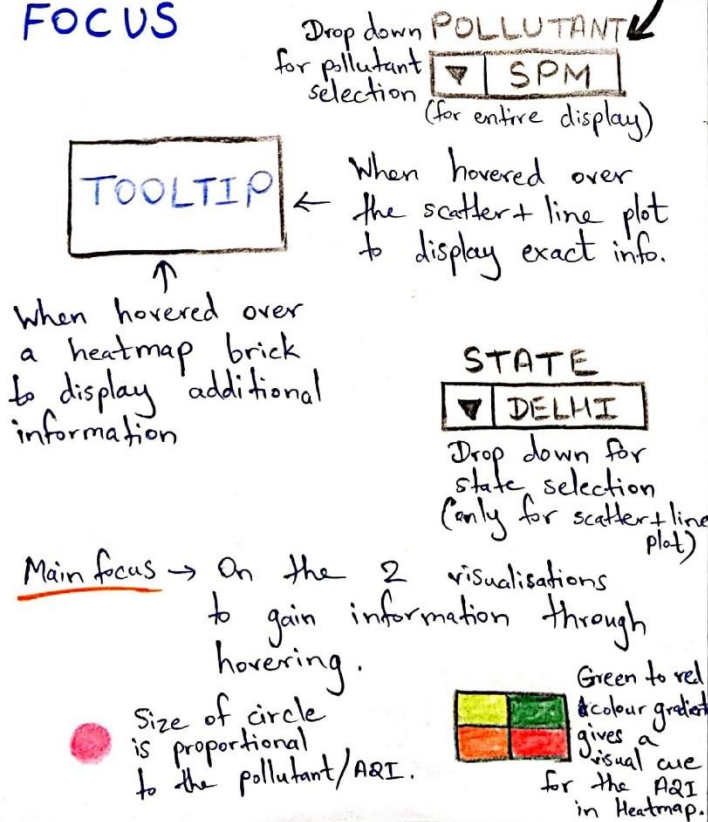 FOCUS
Drop down POLLUTANT
for pollutant
selection
▼ SPM
(for entire display)
TOOLTIP
← When hovered over
the scatter + line plot
to display exact info.
↑
When hovered over
a heatmap brick
to display additional
information
STATE
▼ DELHI
Drop down for
state selection
(only for scatter + line
plot)
Main focus → On the 2 visualisations
to gain information through
hovering.
Size of circle
is proportional
to the pollutant/AQI.
Green to red
colour gradient
gives a
visual cue
for the AQI
in Heatmap.